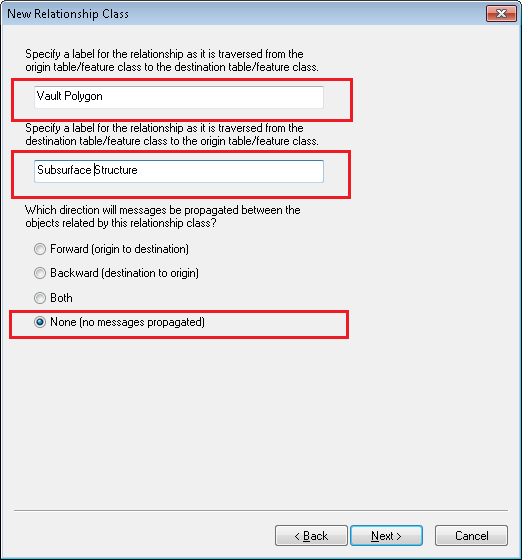 New Relationship Class
Specify a label for the relationship as it is traversed from the
origin table/feature class to the destination table/feature class.
Vault Polygon
Specify a label for the relationship as it is traversed from the
destination table/feature class to the origin table/feature class.
Subsurface Structure
Which direction will messages be propagated between the
objects related by this relationship class?
Forward (origin to destination)
Backward (destination to origin)
Both
None (no messages propagated)
< Back Next > Cancel